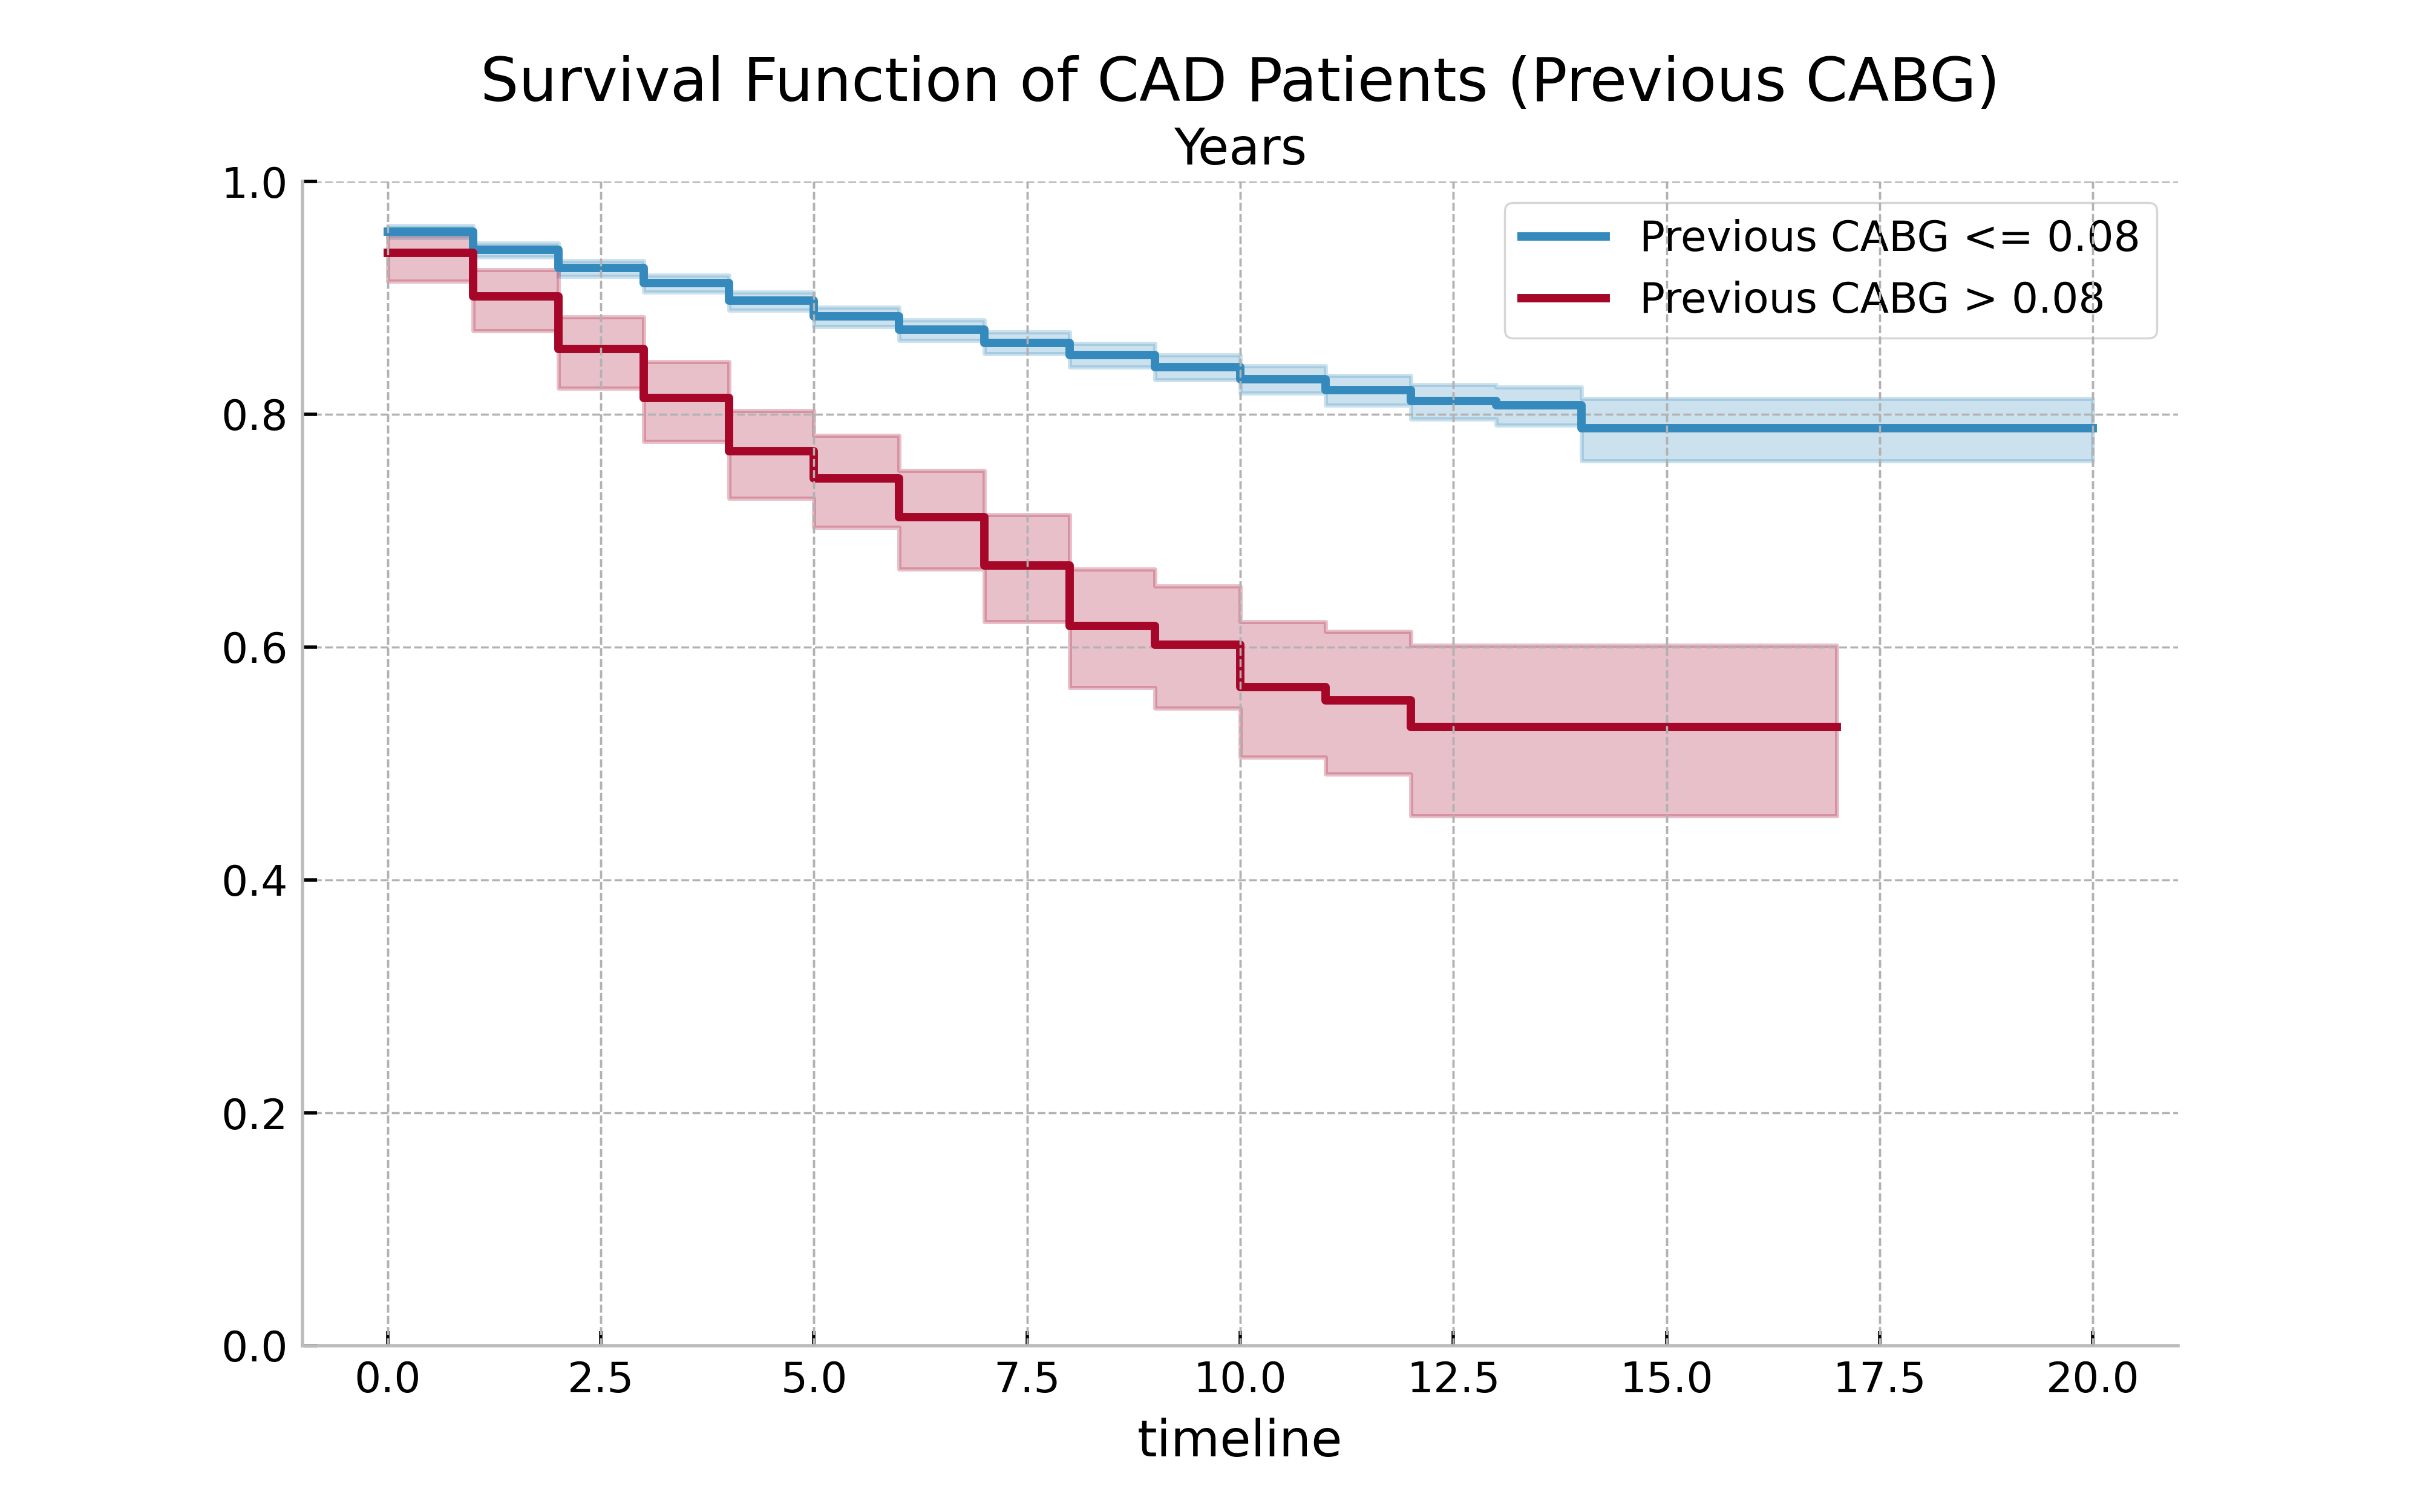 Survival Function of CAD Patients (Previous CABG)
Years
1.0
0.8
0.6
0.4
0.2
0.0
Previous CABG <= 0.08
Previous CABG > 0.08
0.0 2.5 5.0 7.5 10.0 12.5 15.0 17.5 20.0
timeline